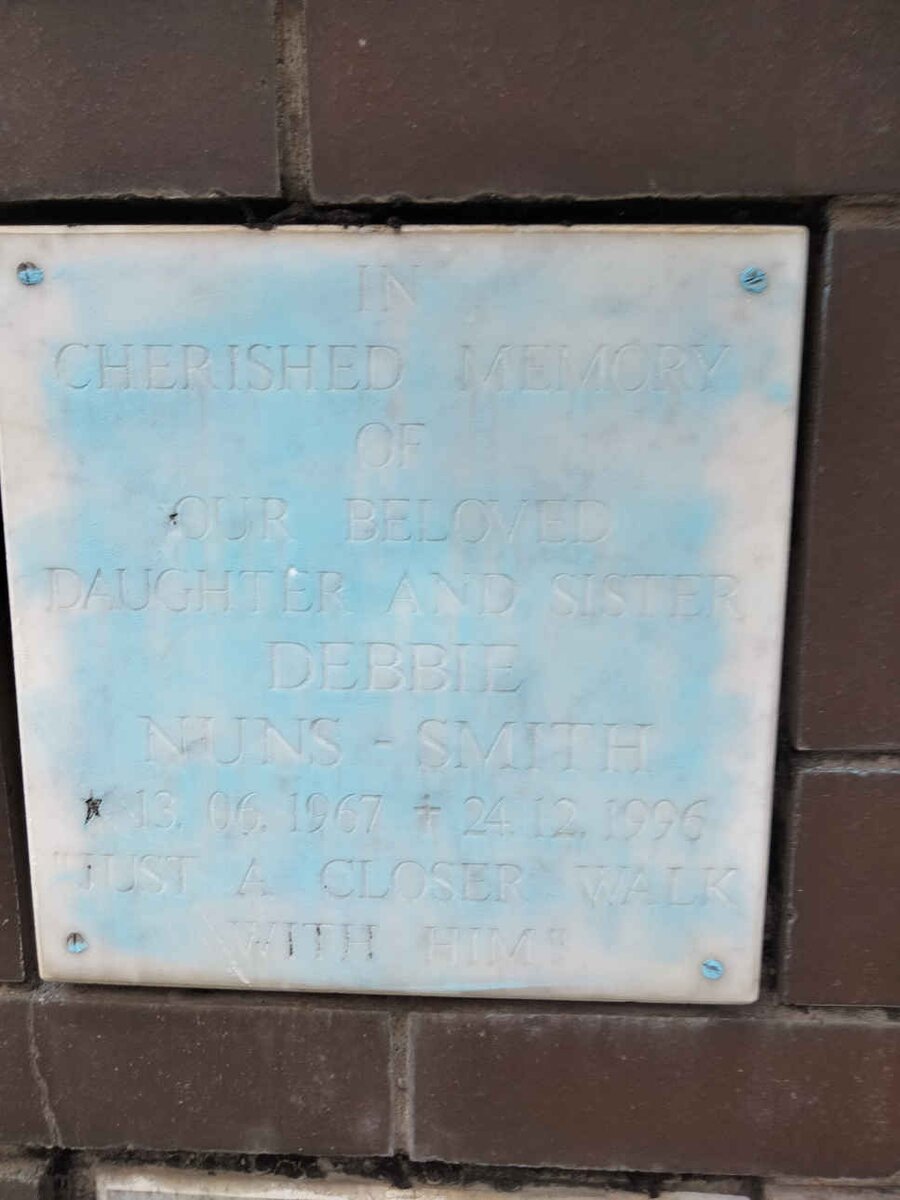 IN
CHERISHED MEMORY
OF
OUR BELOVED
DAUGHTER AND SISTER
DEBBIE
NUNS - SMITH
* 13. 06. 1967 ✝ 24. 12. 1996
"JUST A CLOSER WALK
WITH HIM"